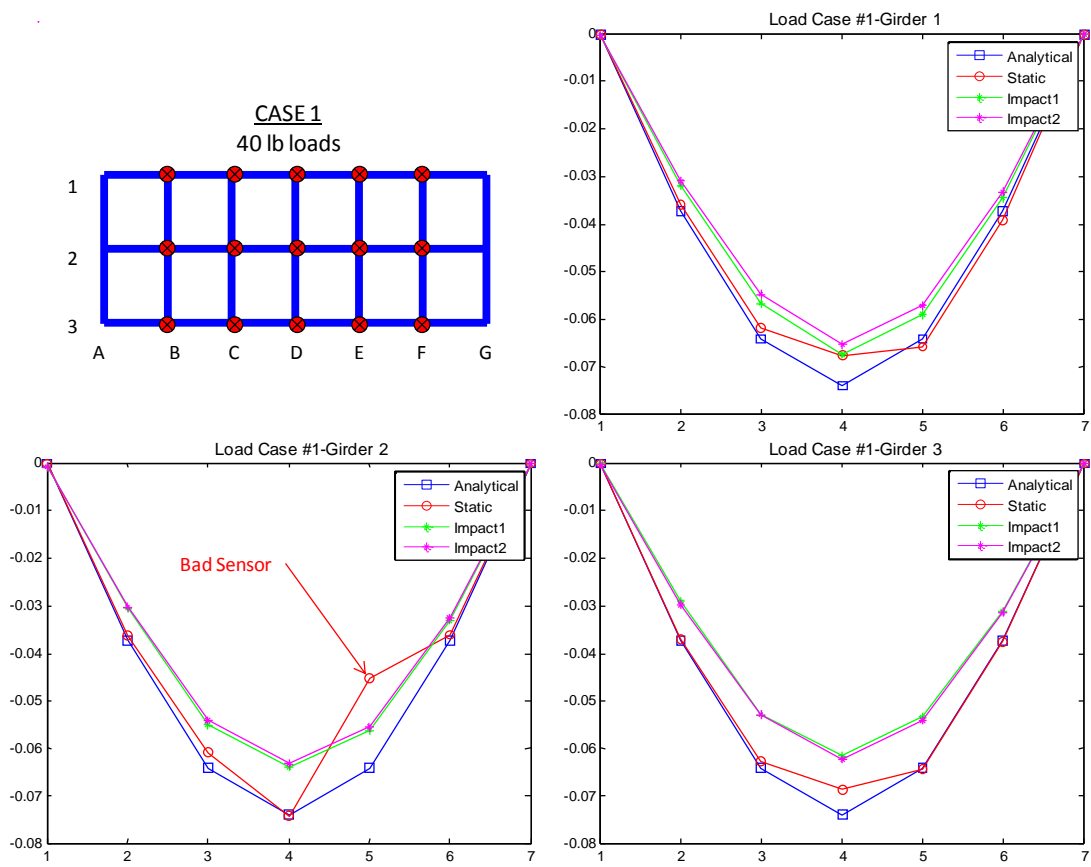 CASE 1
40 lb loads
1
2
3
A B C D E F G
Load Case #1-Girder 1
0
-0.01
-0.02
-0.03
-0.04
-0.05
-0.06
-0.07
-0.08
1 2 3 4 5 6 7
Analytical
Static
Impact1
Impact2
Load Case #1-Girder 2
0
-0.01
-0.02
-0.03
-0.04
-0.05
-0.06
-0.07
-0.08
1 2 3 4 5 6 7
Analytical
Static
Impact1
Impact2
Bad Sensor
Load Case #1-Girder 3
0
-0.01
-0.02
-0.03
-0.04
-0.05
-0.06
-0.07
-0.08
1 2 3 4 5 6 7
Analytical
Static
Impact1
Impact2